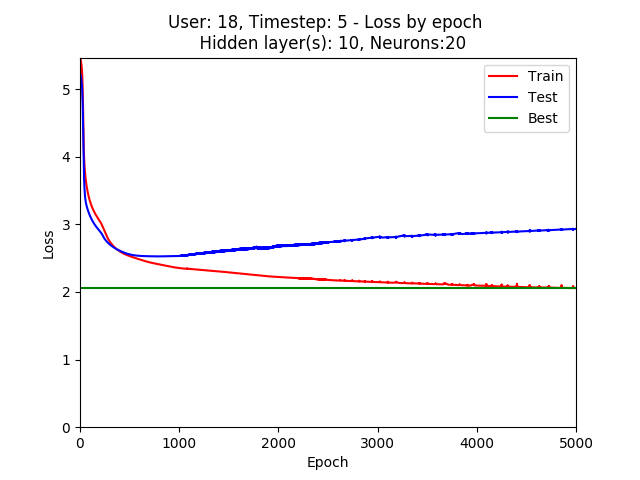 User: 18, Timestep: 5 - Loss by epoch
Hidden layer(s): 10, Neurons:20
Train
Test
Best
Loss
5
4
3
2
1
0
0 1000 2000 3000 4000 5000
Epoch